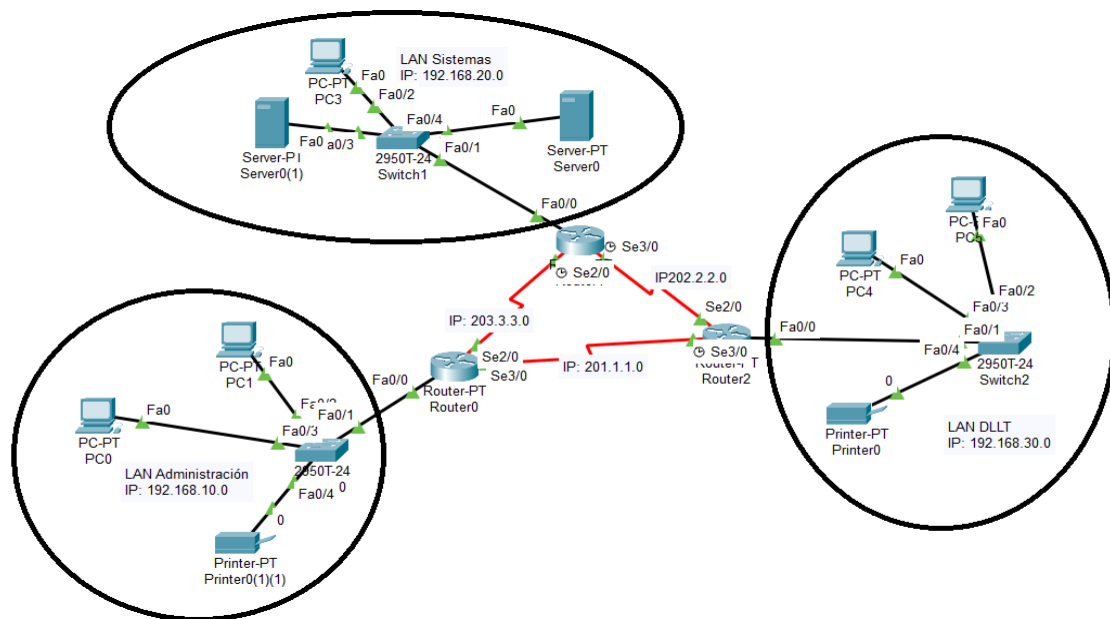 LAN Sistemas
IP: 192.168.20.0
Fa0
PC-PT
PC3
Fa0/2
Fa0/4
Fa0
Fa0
a0/3
Server-PT
Server0(1)
2950T-24
Switch1
Fa0/1
Server-PT
Server0
Fa0/0
Se3/0
Se2/0
IP202.2.2.0
IP: 203.3.3.0
Se2/0
Se3/0
Router-PT
Router0
Fa0/0
IP: 201.1.1.0
Se2/0
Se3/0
Router2
Fa0/0
Fa0
PC-PT
PC4
Fa0
Fa0/3
Fa0/2
Fa0/1
Fa0/4
2950T-24
Switch2
0
Printer-PT
Printer0
LAN DLLT
IP: 192.168.30.0
PC-PT
PC1
Fa0
Fa0
PC-PT
PC0
Fa0/1
Fa0/3
2950T-24
0
Fa0/4
LAN Administración
IP: 192.168.10.0
0
Printer-PT
Printer0(1)(1)